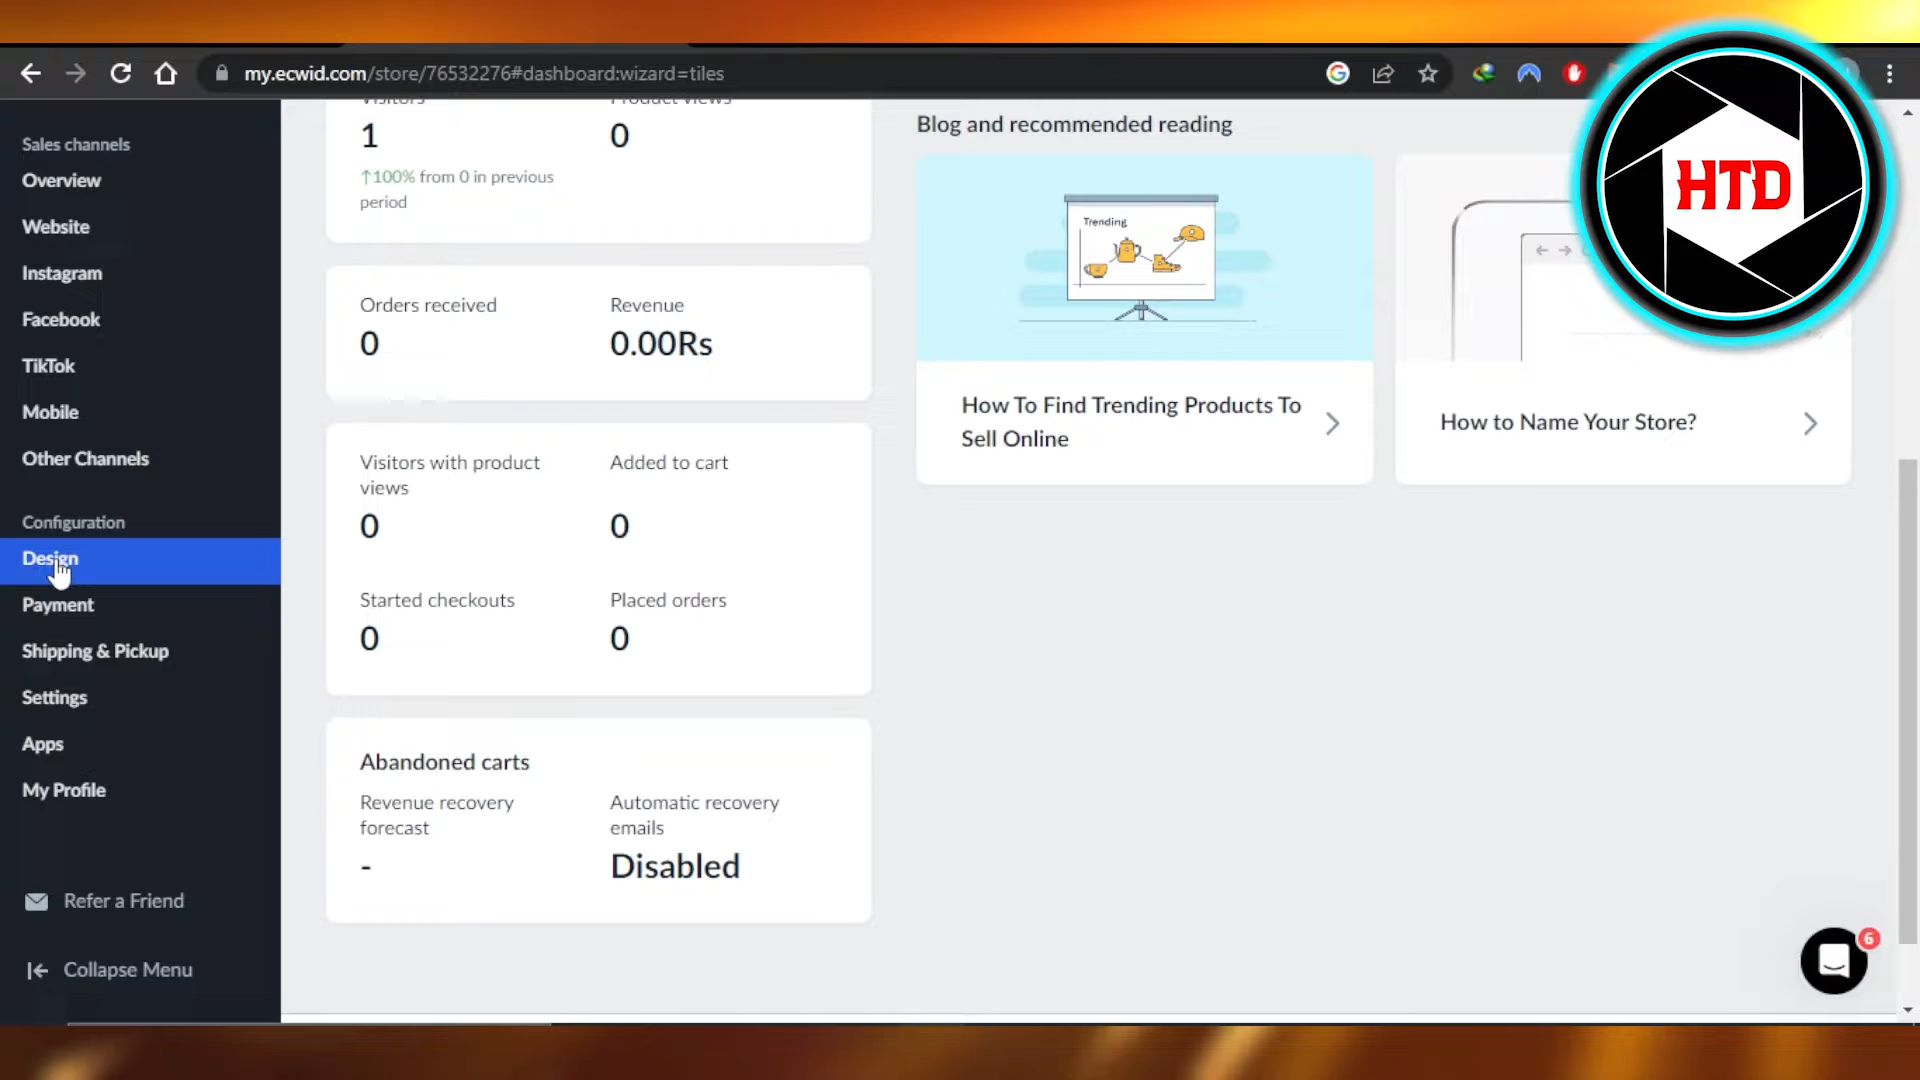 my.ecwid.com/store/76532276#dashboard:wizard=tiles
HTD
Sales channels
Overview
Website
Instagram
Facebook
TikTok
Mobile
Other Channels
Configuration
Design
Payment
Shipping & Pickup
Settings
Apps
My Profile
Refer a Friend
Collapse Menu
Visitors
Product views
1
0
↑100% from 0 in previous
period
Orders received
Revenue
0
0.00Rs
Visitors with product
views
Added to cart
0
0
Started checkouts
Placed orders
0
0
Abandoned carts
Revenue recovery
forecast
Automatic recovery
emails
-
Disabled
Blog and recommended reading
Trending
How To Find Trending Products To
Sell Online
How to Name Your Store?
6